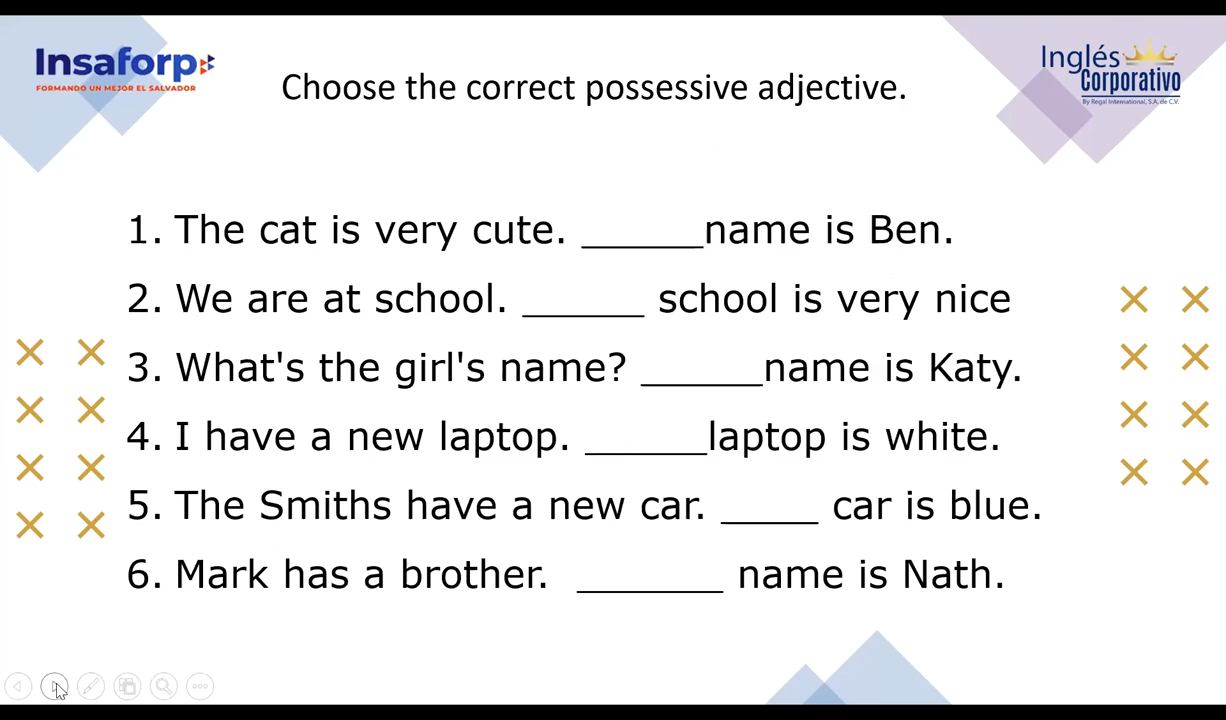 Insaforp
FORMANDO UN MEJOR EL SALVADOR
Inglés
Corporativo
By Regal International, S.A, de C.V.
Choose the correct possessive adjective.
1. The cat is very cute. ______name is Ben.
2. We are at school. ______ school is very nice
3. What's the girl's name? ______name is Katy.
4. I have a new laptop. ______laptop is white.
5. The Smiths have a new car. ____ car is blue.
6. Mark has a brother. _______ name is Nath.